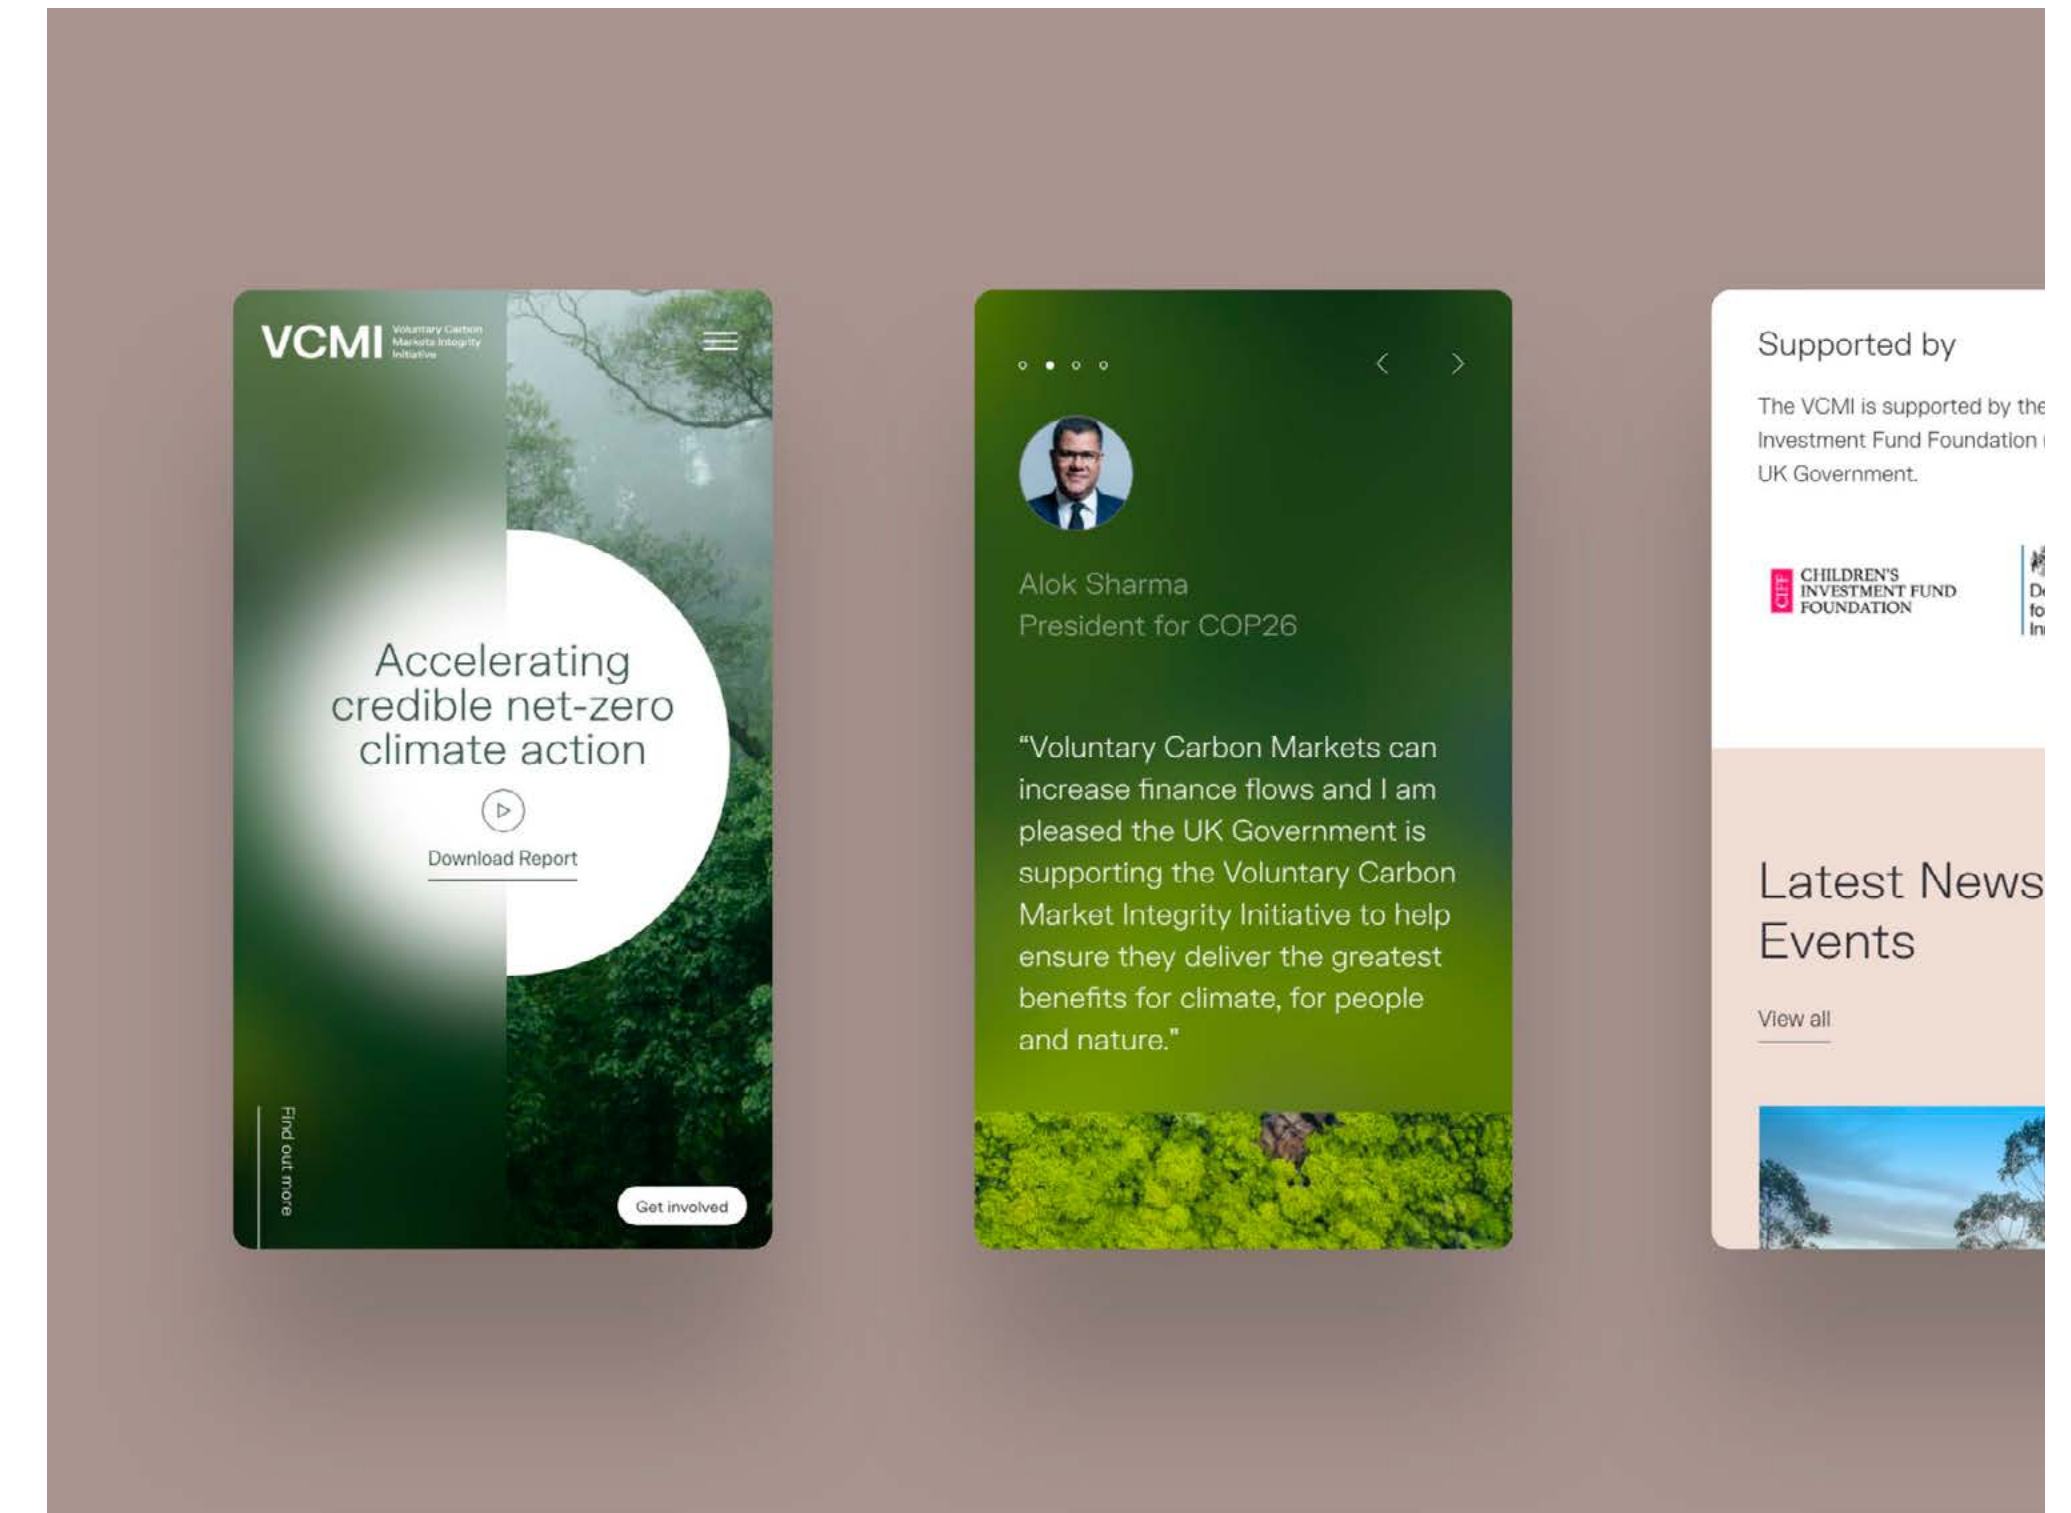 VCMI
Voluntary Carbon
Markets Integrity
Initiative
Accelerating
credible net-zero
climate action
Download Report
Find out more
Get involved
Alok Sharma
President for COP26
“Voluntary Carbon Markets can
increase finance flows and I am
pleased the UK Government is
supporting the Voluntary Carbon
Market Integrity Initiative to help
ensure they deliver the greatest
benefits for climate, for people
and nature.”
Supported by
The VCMI is supported by the
Investment Fund Foundation
UK Government.
CIFF
CHILDREN'S
INVESTMENT FUND
FOUNDATION
Latest News
Events
View all